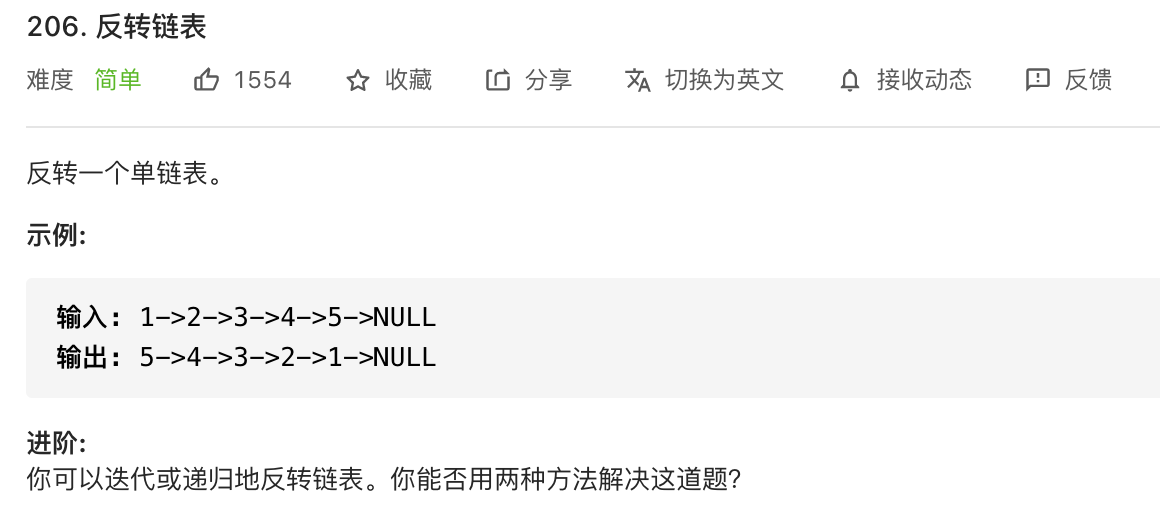 206. 反转链表
难度 简单 1554 收藏 分享 切换为英文 接收动态 反馈
反转一个单链表。
示例:
输入: 1->2->3->4->5->NULL
输出: 5->4->3->2->1->NULL
进阶:
你可以迭代或递归地反转链表。你能否用两种方法解决这道题?